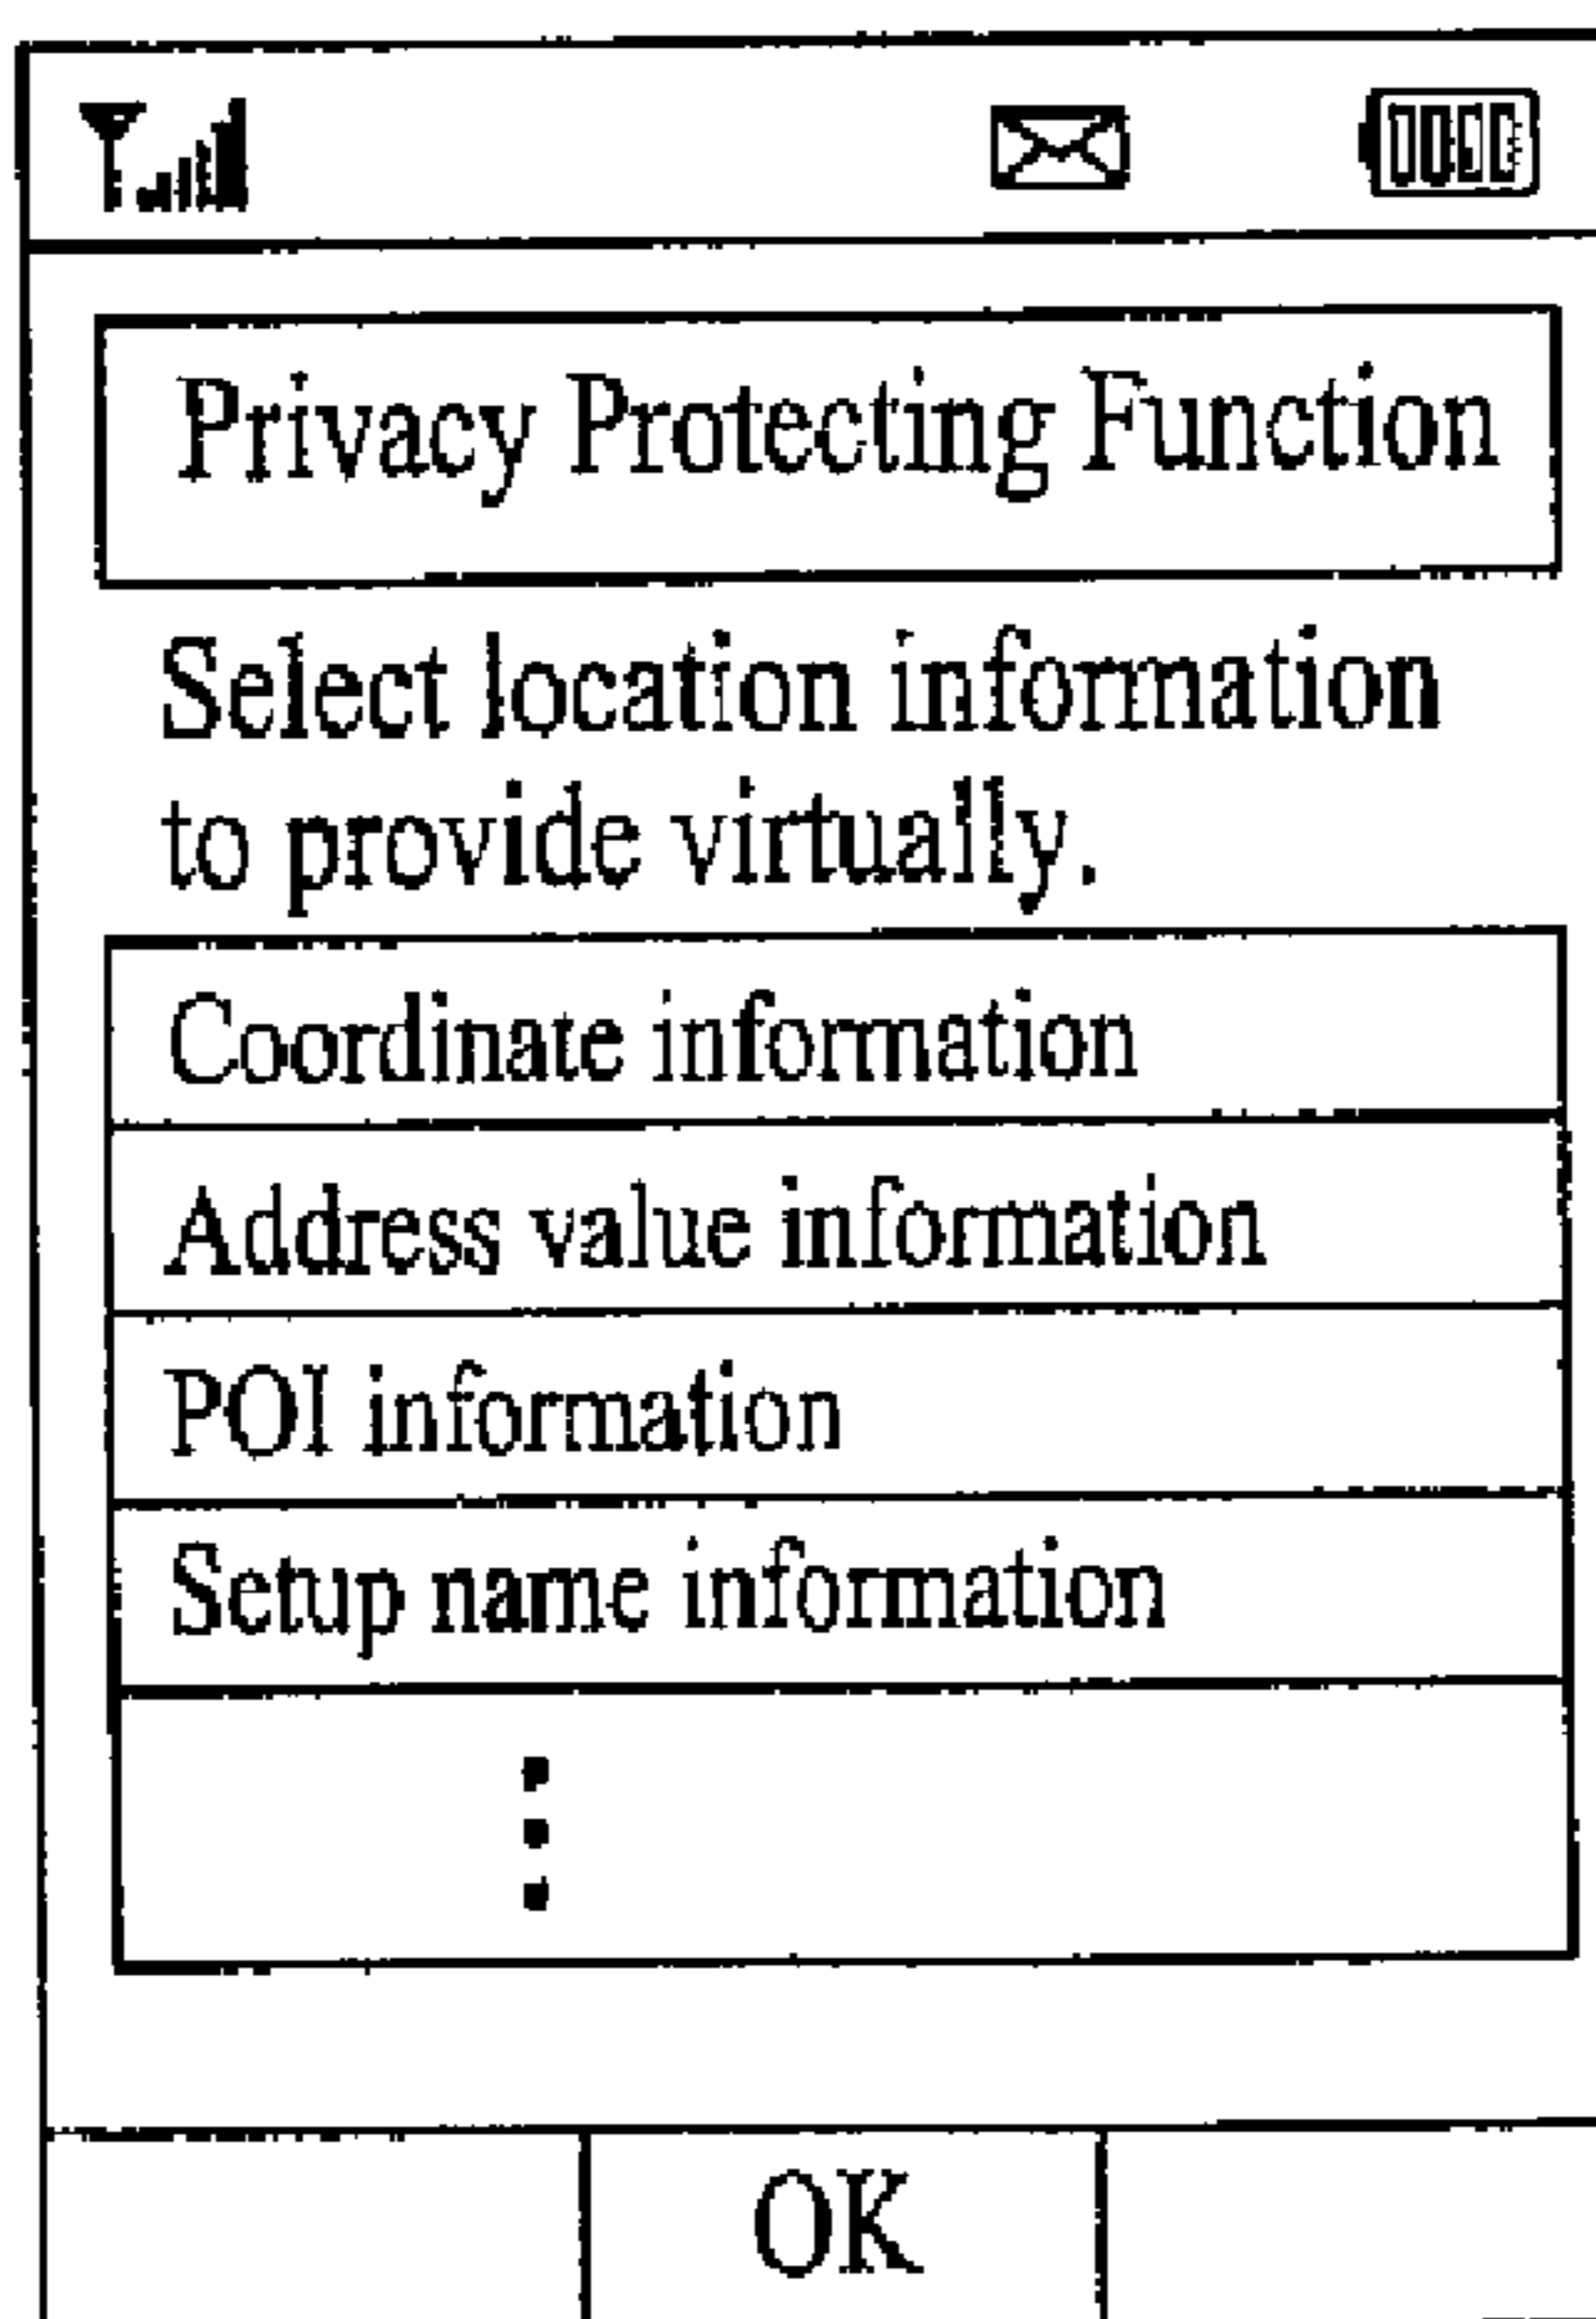 Privacy Protecting Function
Select location information
to provide virtually.
Coordinate information
Address value information
POI information
Setup name information
OK